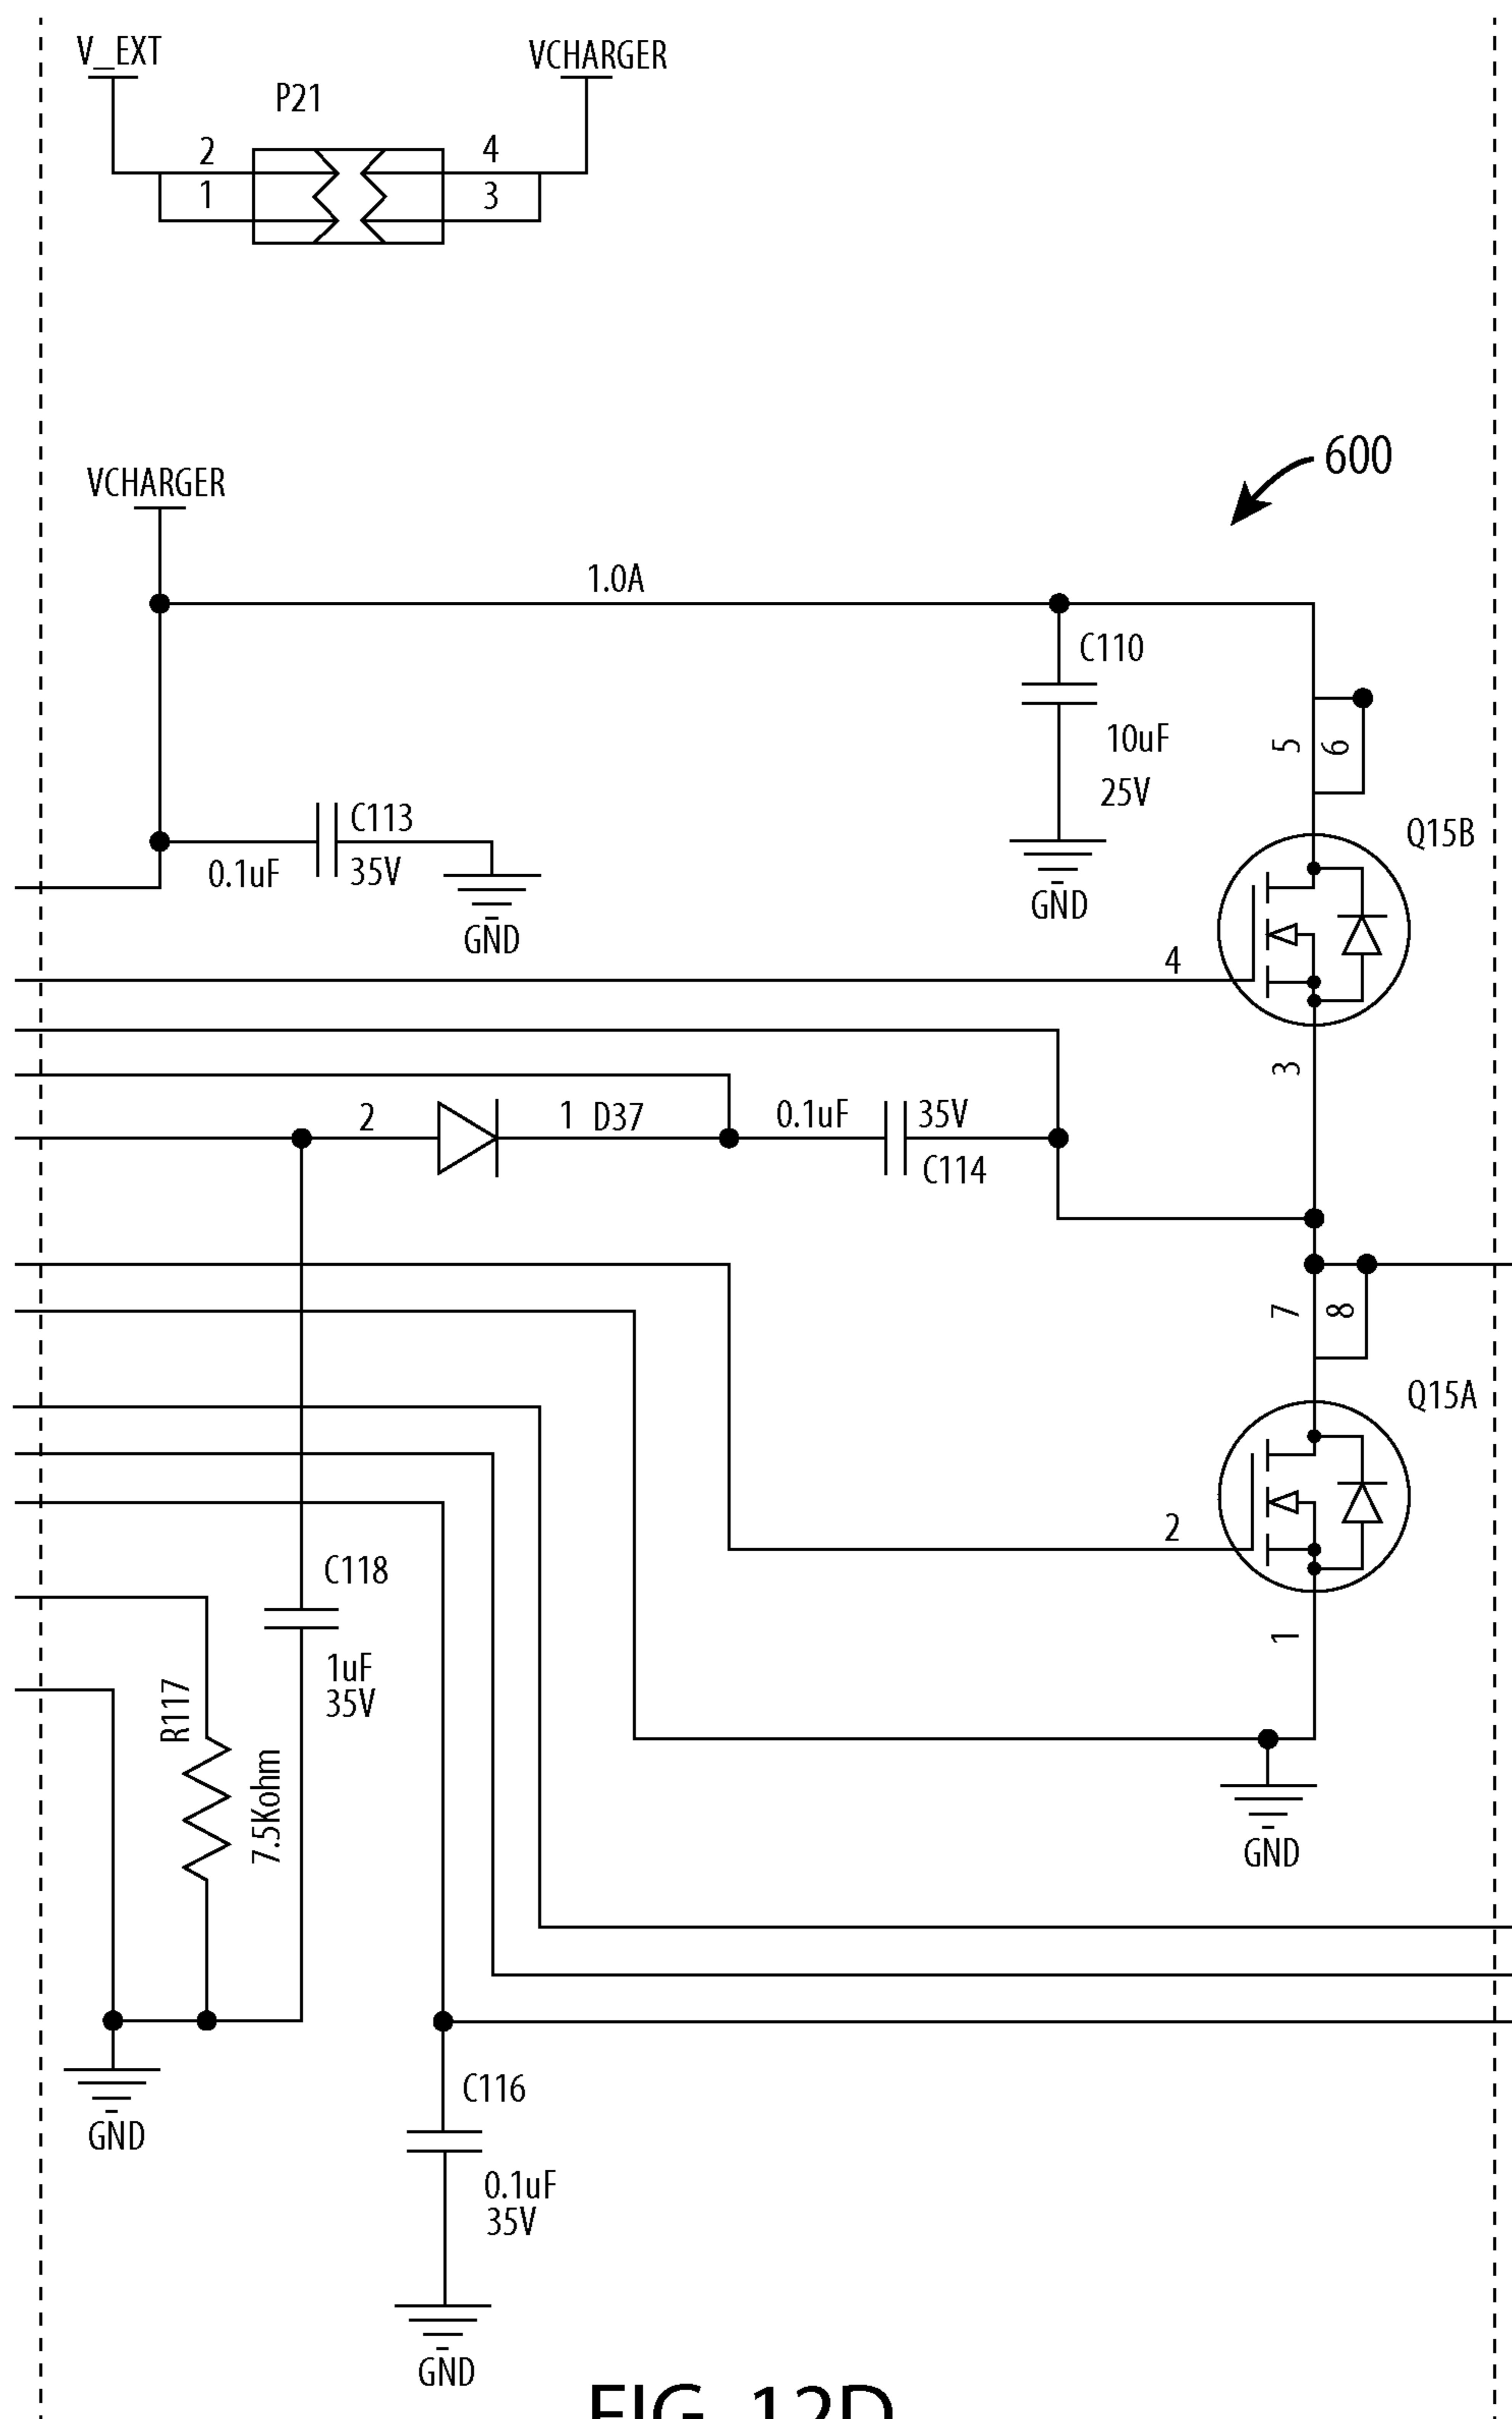 V_EXT
VCHARGER
P21
2
4
1
3
600
VCHARGER
1.0A
C110
10uF
25V
5
6
C113
0.1uF
35V
GND
GND
Q15B
4
3
2
1 D37
0.1uF
35V
C114
7
8
Q15A
2
1
C118
1uF
35V
R117
7.5Kohm
GND
GND
C116
0.1uF
35V
GND
FIG. 12D